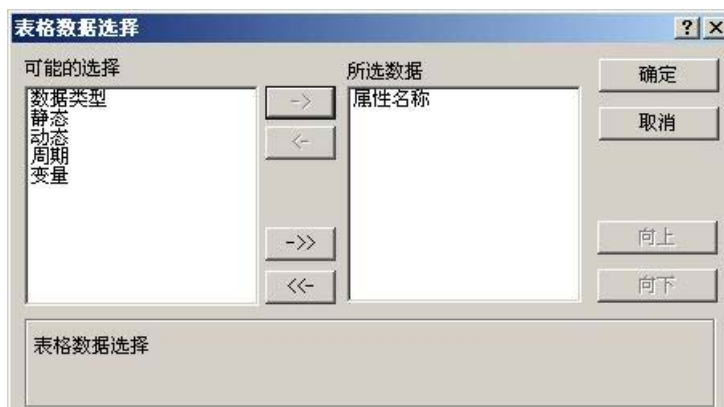 表格数据选择
? ×
可能的选择
数据类型
静态
动态
周期
变量
->
<-
->>
<<-
所选数据
属性名称
确定
取消
向上
向下
表格数据选择